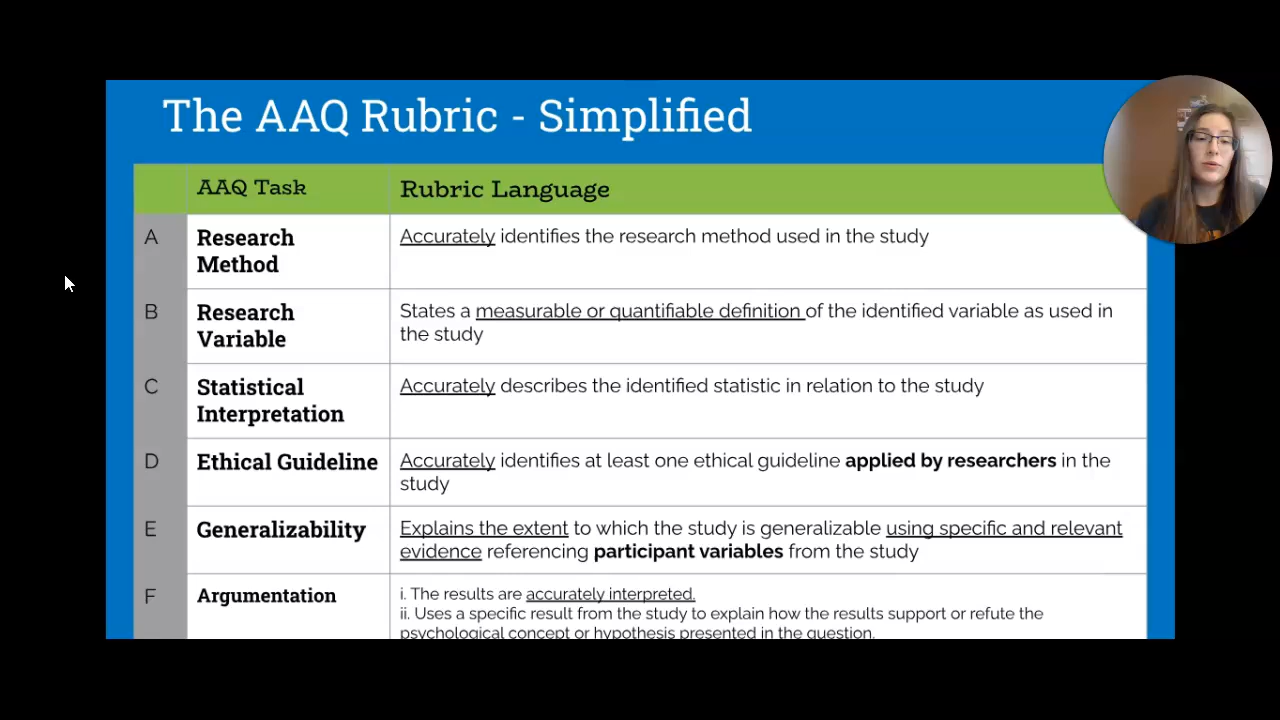 The AAQ Rubric - Simplified
AAQ Task
Rubric Language
A
Research
Method
Accurately identifies the research method used in the study
B
Research
Variable
States a measurable or quantifiable definition of the identified variable as used in
the study
C
Statistical
Interpretation
Accurately describes the identified statistic in relation to the study
D
Ethical Guideline
Accurately identifies at least one ethical guideline applied by researchers in the
study
E
Generalizability
Explains the extent to which the study is generalizable using specific and relevant
evidence referencing participant variables from the study
F
Argumentation
i. The results are accurately interpreted.
ii. Uses a specific result from the study to explain how the results support or refute the
psychological concept or hypothesis presented in the question.